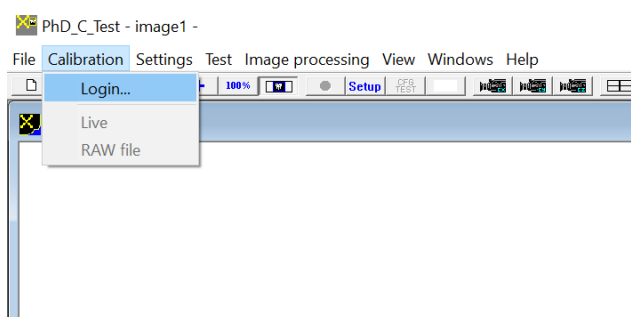 PhD_C_Test - image1 -
File Calibration Settings Test Image processing View Windows Help
100% Setup CFG TEST
Login...
Live
RAW file